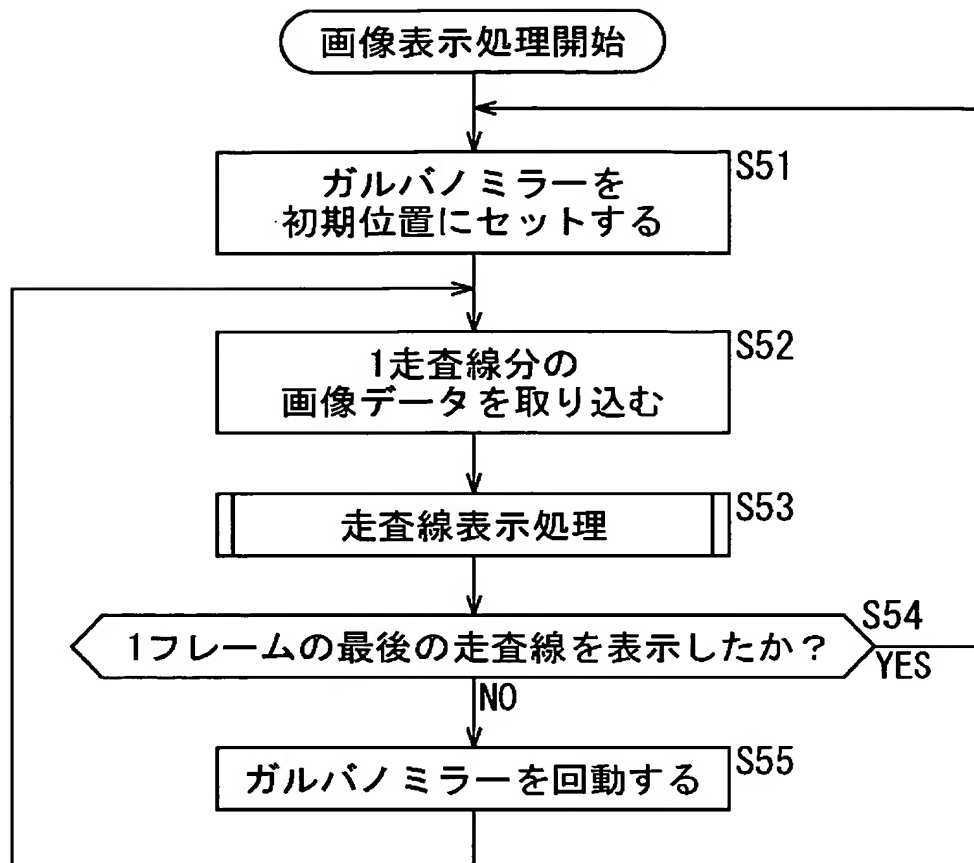 画像表示処理開始
S51
ガルバノミラーを
初期位置にセットする
S52
1走査線分の
画像データを取り込む
S53
走査線表示処理
S54
1フレームの最後の走査線を表示したか?
YES
NO
S55
ガルバノミラーを回動する